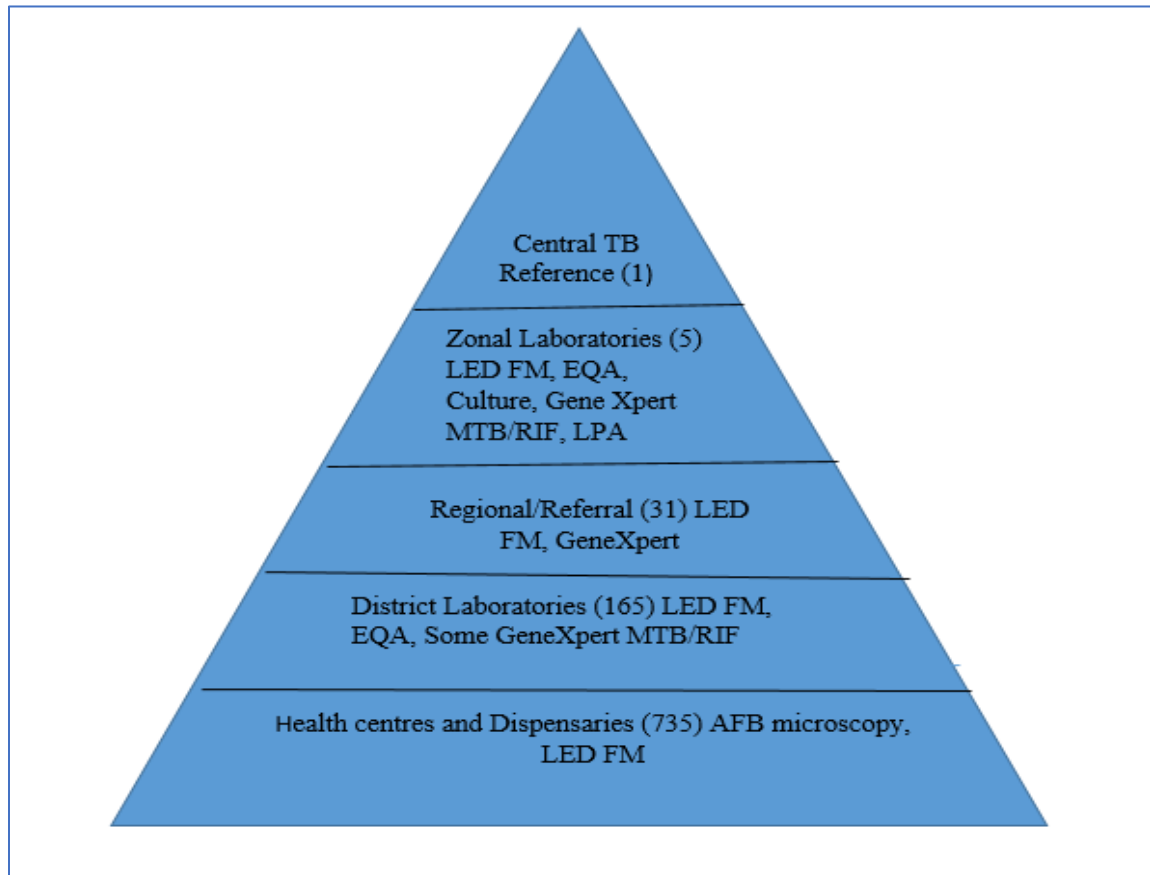 Central TB
Reference (1)
Zonal Laboratories (5)
LED FM, EQA,
Culture, Gene Xpert
MTB/RIF, LPA
Regional/Referral (31) LED
FM, GeneXpert
District Laboratories (165) LED FM,
EQA, Some GeneXpert MTB/RIF
Health centres and Dispensaries (735) AFB microscopy,
LED FM